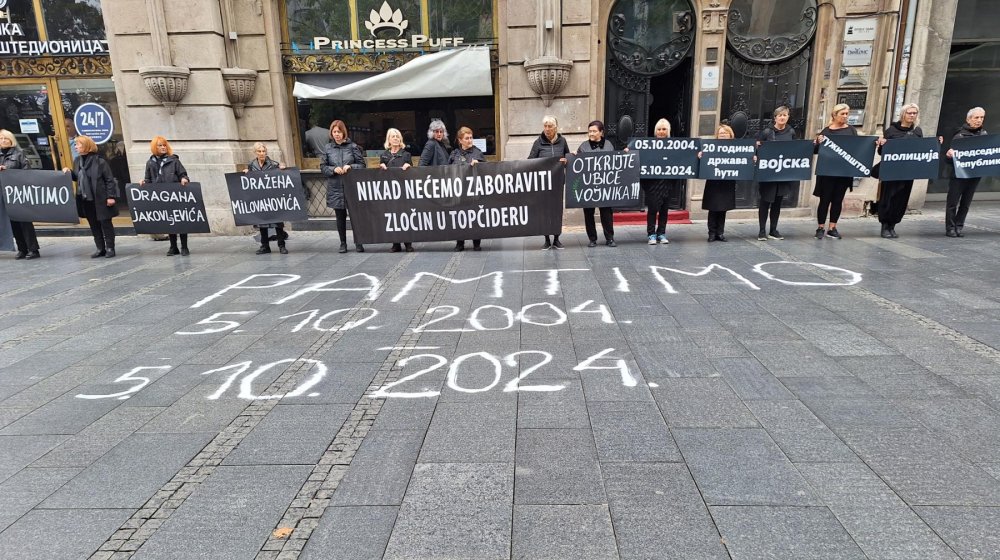 ШТЕДИОНИЦА
24/7
PRINCESS PUFF
PAMTIMO
DRAGANA
JAKOVLJEVIĆA
DRAŽENA
MILOVANOVIĆA
NIKAD NEĆEMO ZABORAVITI
ZLOČIN U TOPČIDERU
OTKRIJTE
UBICE
VOJNIKA!!!
05.10.2004.
05.10.2024.
20 година
држава
ћути
ВОЈСКА
ТУЖИЛАШТВО
ПОЛИЦИЈА
Председник
Републике
PAMTIMO
5.10.2004.
5.10.2024.